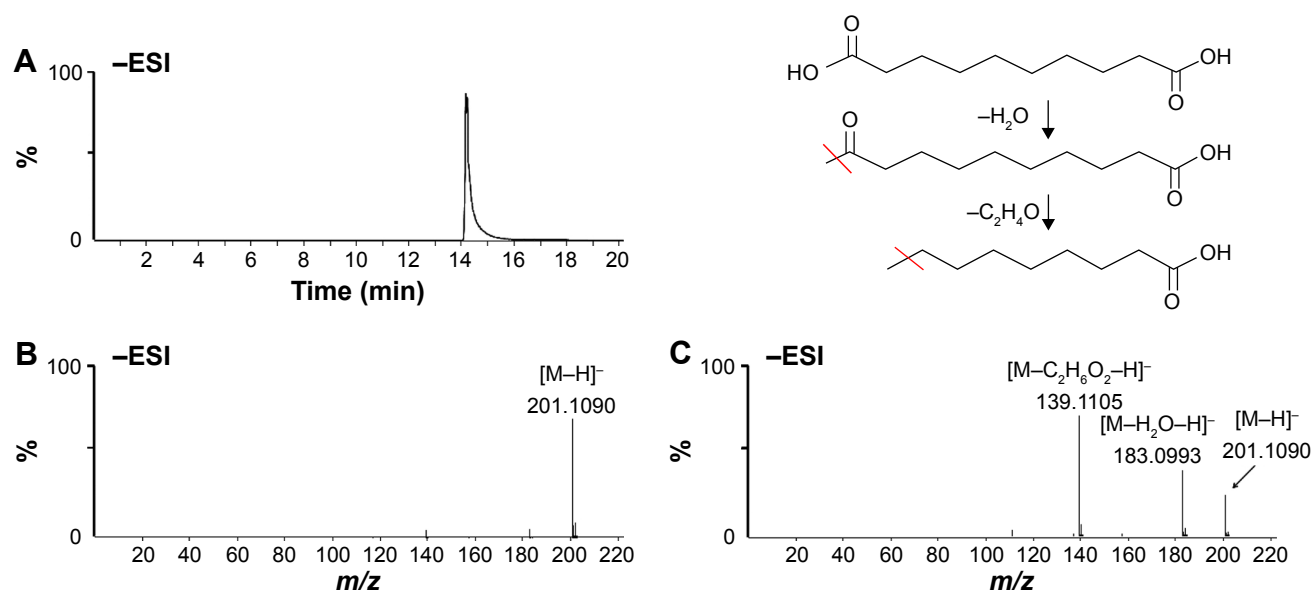 A
–ESI
100
%
0
2 4 6 8 10 12 14 16 18 20
Time (min)
O
HO
OH
O
–H₂O
O
OH
O
–C₂H₄O
OH
O
B
–ESI
100
%
0
[M–H]⁻
201.1090
20 40 60 80 100 120 140 160 180 200 220
m/z
C
–ESI
100
%
0
[M–C₂H₆O₂–H]⁻
139.1105
[M–H₂O–H]⁻
183.0993
[M–H]⁻
201.1090
20 40 60 80 100 120 140 160 180 200 220
m/z